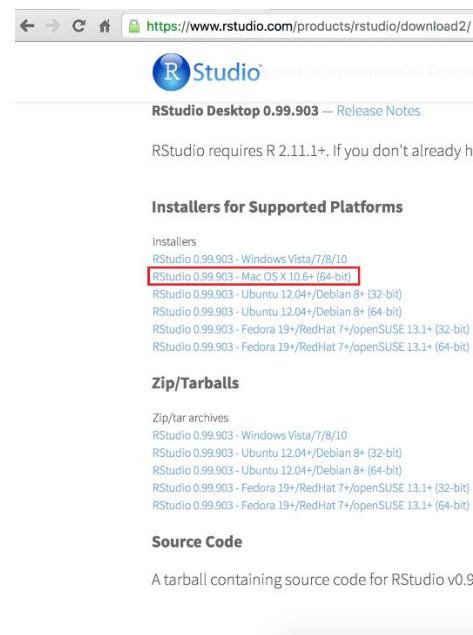 https://www.rstudio.com/products/rstudio/download2/
R Studio
port or a commercial license
RStudio Desktop 0.99.903 — Release Notes
RStudio requires R 2.11.1+. If you don't already h
Installers for Supported Platforms
Installers
RStudio 0.99.903 - Windows Vista/7/8/10
RStudio 0.99.903 - Mac OS X 10.6+ (64-bit)
RStudio 0.99.903 - Ubuntu 12.04+/Debian 8+ (32-bit)
RStudio 0.99.903 - Ubuntu 12.04+/Debian 8+ (64-bit)
RStudio 0.99.903 - Fedora 19+/RedHat 7+/openSUSE 13.1+ (32-bit)
RStudio 0.99.903 - Fedora 19+/RedHat 7+/openSUSE 13.1+ (64-bit)
Zip/Tarballs
Zip/tar archives
RStudio 0.99.903 - Windows Vista/7/8/10
RStudio 0.99.903 - Ubuntu 12.04+/Debian 8+ (32-bit)
RStudio 0.99.903 - Ubuntu 12.04+/Debian 8+ (64-bit)
RStudio 0.99.903 - Fedora 19+/RedHat 7+/openSUSE 13.1+ (32-bit)
RStudio 0.99.903 - Fedora 19+/RedHat 7+/openSUSE 13.1+ (64-bit)
Source Code
A tarball containing source code for RStudio v0.9